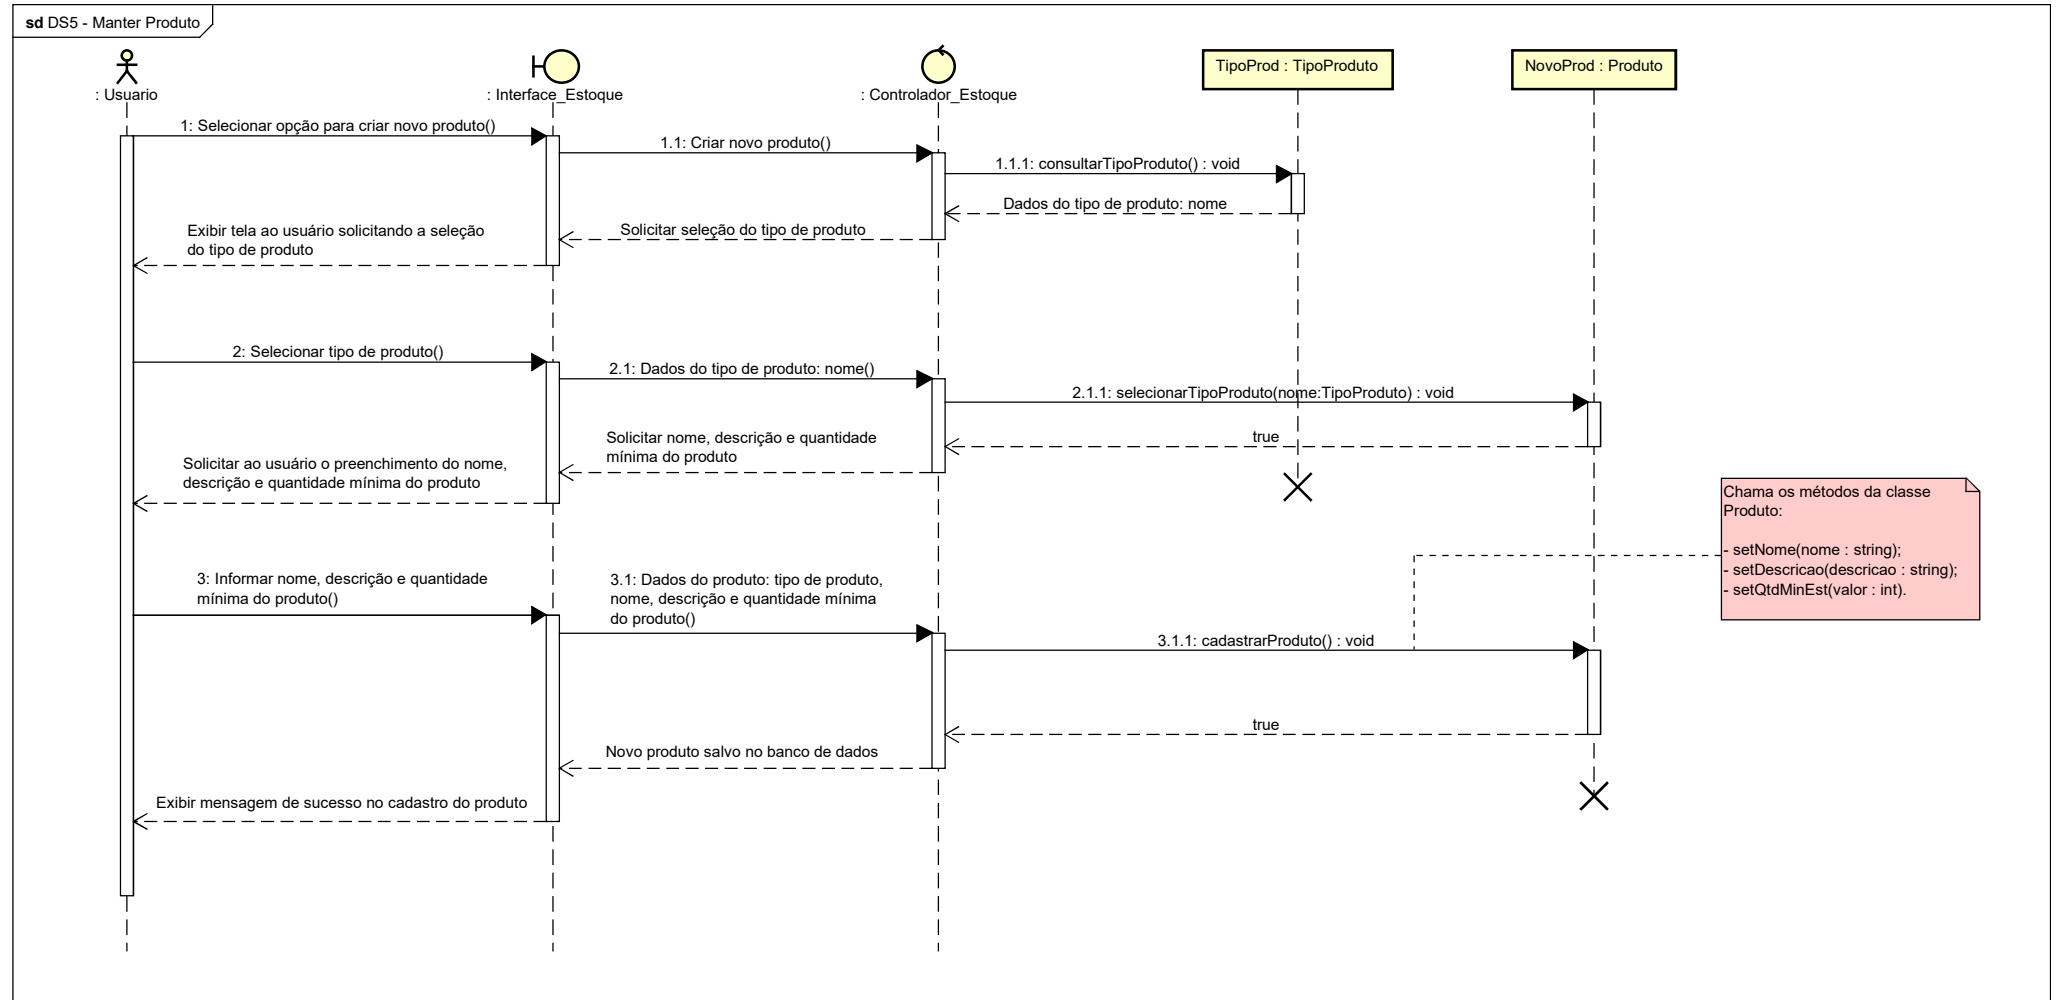 sd DS5 - Manter Produto
: Usuario
: Interface_Estoque
: Controlador_Estoque
TipoProd : TipoProduto
NovoProd : Produto
1: Selecionar opção para criar novo produto()
1.1: Criar novo produto()
1.1.1: consultarTipoProduto() : void
Dados do tipo de produto: nome
Solicitar seleção do tipo de produto
Exibir tela ao usuário solicitando a seleção
do tipo de produto
2: Selecionar tipo de produto()
2.1: Dados do tipo de produto: nome()
2.1.1: selecionarTipoProduto(nome:TipoProduto) : void
true
Solicitar nome, descrição e quantidade
mínima do produto
Solicitar ao usuário o preenchimento do nome,
descrição e quantidade mínima do produto
Chama os métodos da classe
Produto:
- setNome(nome : string);
- setDescricao(descricao : string);
- setQtdMinEst(valor : int).
3: Informar nome, descrição e quantidade
mínima do produto()
3.1: Dados do produto: tipo de produto,
nome, descrição e quantidade mínima
do produto()
3.1.1: cadastrarProduto() : void
true
Novo produto salvo no banco de dados
Exibir mensagem de sucesso no cadastro do produto